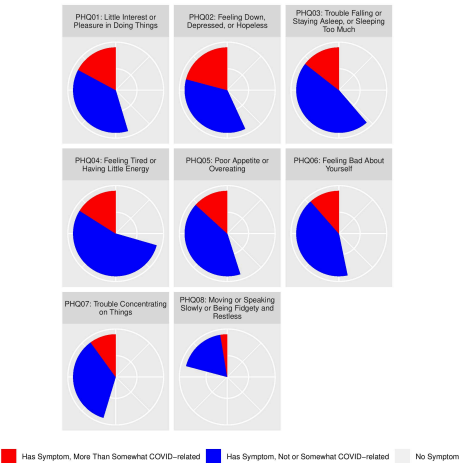 PHQ01: Little Interest or
Pleasure in Doing Things
PHQ02: Feeling Down,
Depressed, or Hopeless
PHQ03: Trouble Falling or
Staying Asleep, or Sleeping
Too Much
PHQ04: Feeling Tired or
Having Little Energy
PHQ05: Poor Appetite or
Overeating
PHQ06: Feeling Bad About
Yourself
PHQ07: Trouble Concentrating
on Things
PHQ08: Moving or Speaking
Slowly or Being Fidgety and
Restless
Has Symptom, More Than Somewhat COVID−related
Has Symptom, Not or Somewhat COVID−related
No Symptom